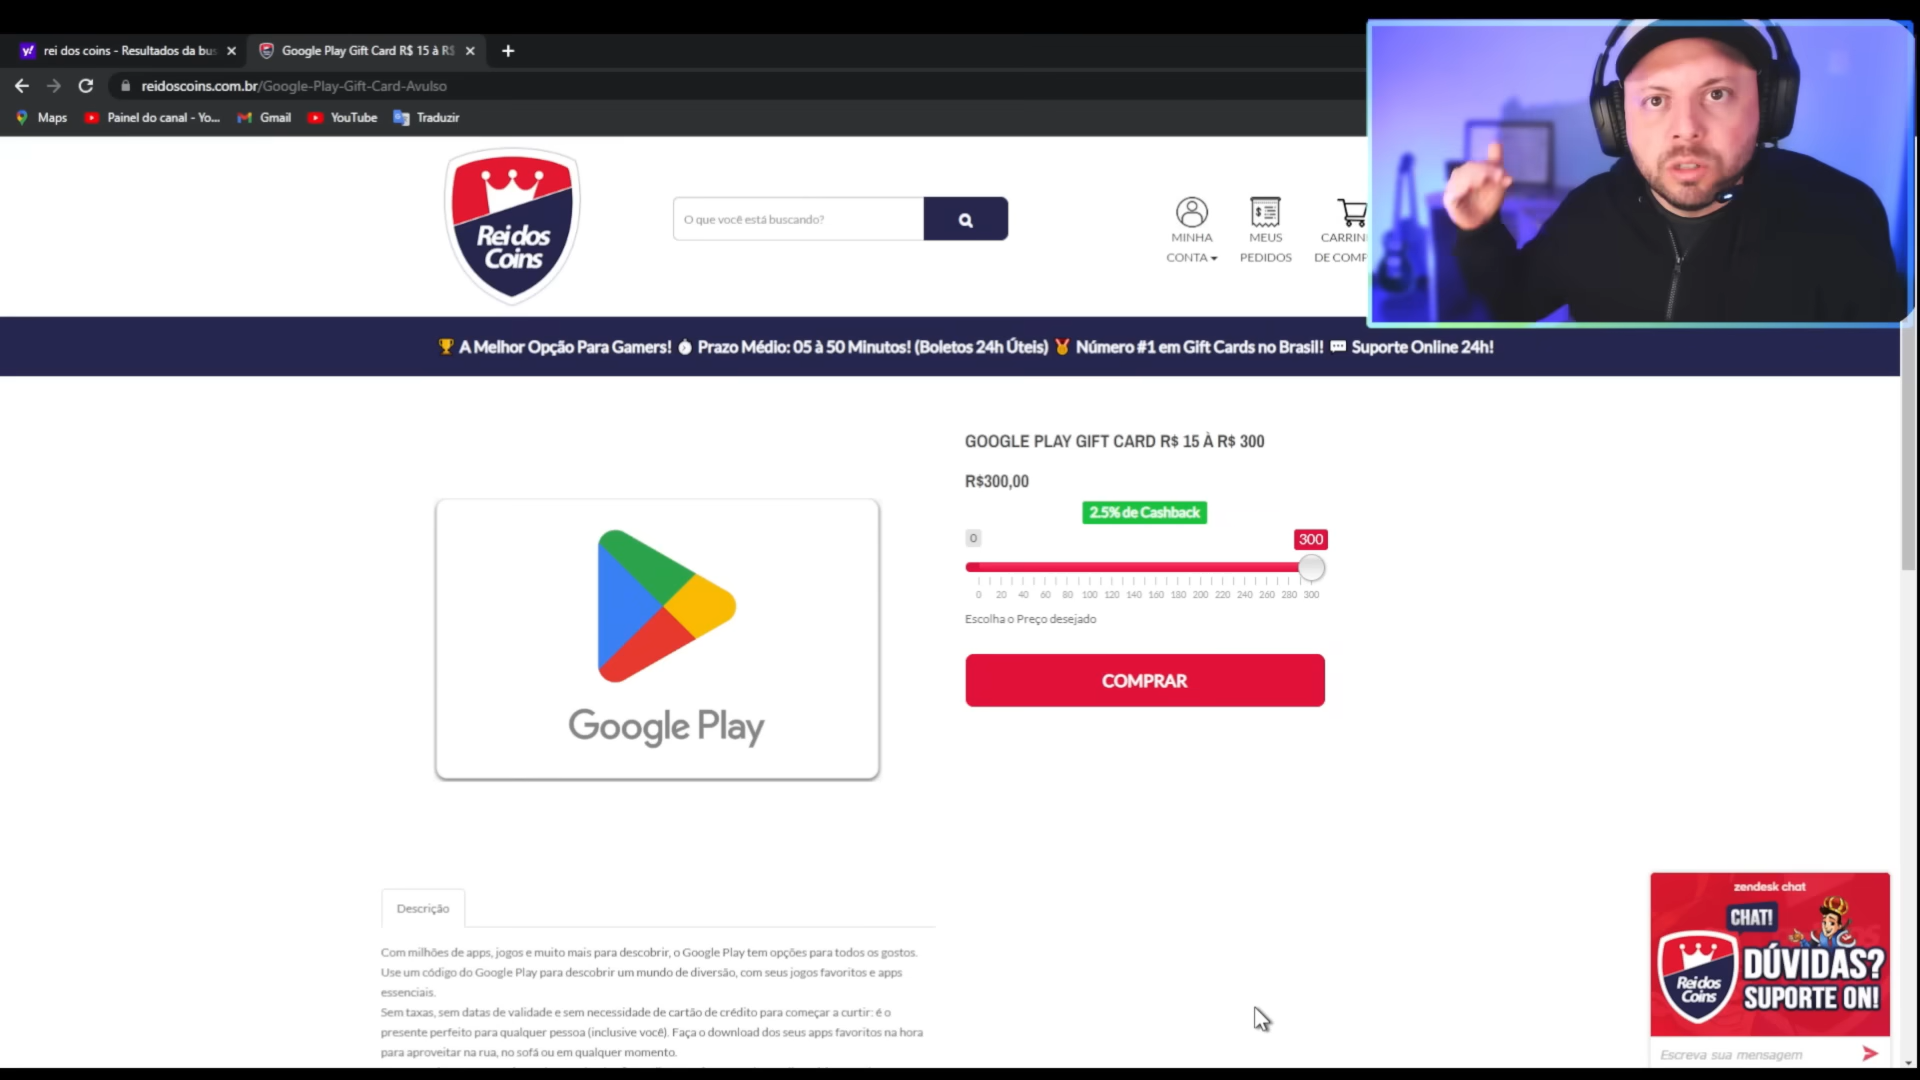 rei dos coins - Resultados da bus
Google Play Gift Card R$ 15 à R$
reidoscoins.com.br/Google-Play-Gift-Card-Avulso
Maps
Painel do canal - Yo...
Gmail
YouTube
Traduzir
Rei dos
Coins
O que você está buscando?
MINHA
CONTA
MEUS
PEDIDOS
CARRIN
DE COMP
🏆 A Melhor Opção Para Gamers! ⏱ Prazo Médio: 05 à 50 Minutos! (Boletos 24h Úteis) 🏅 Número #1 em Gift Cards no Brasil! 💬 Suporte Online 24h!
GOOGLE PLAY GIFT CARD R$ 15 À R$ 300
R$300,00
2.5% de Cashback
0
300
0 20 40 60 80 100 120 140 160 180 200 220 240 260 280 300
Escolha o Preço desejado
COMPRAR
Google Play
Descrição
Com milhões de apps, jogos e muito mais para descobrir, o Google Play tem opções para todos os gostos.
Use um código do Google Play para descobrir um mundo de diversão, com seus jogos favoritos e apps
essenciais.
Sem taxas, sem datas de validade e sem necessidade de cartão de crédito para começar a curtir: é o
presente perfeito para qualquer pessoa (inclusive você). Faça o download dos seus apps favoritos na hora
para aproveitar na rua, no sofá ou em qualquer momento.
zendesk chat
CHAT!
DÚVIDAS?
SUPORTE ON!
Rei dos
Coins
Escreva sua mensagem